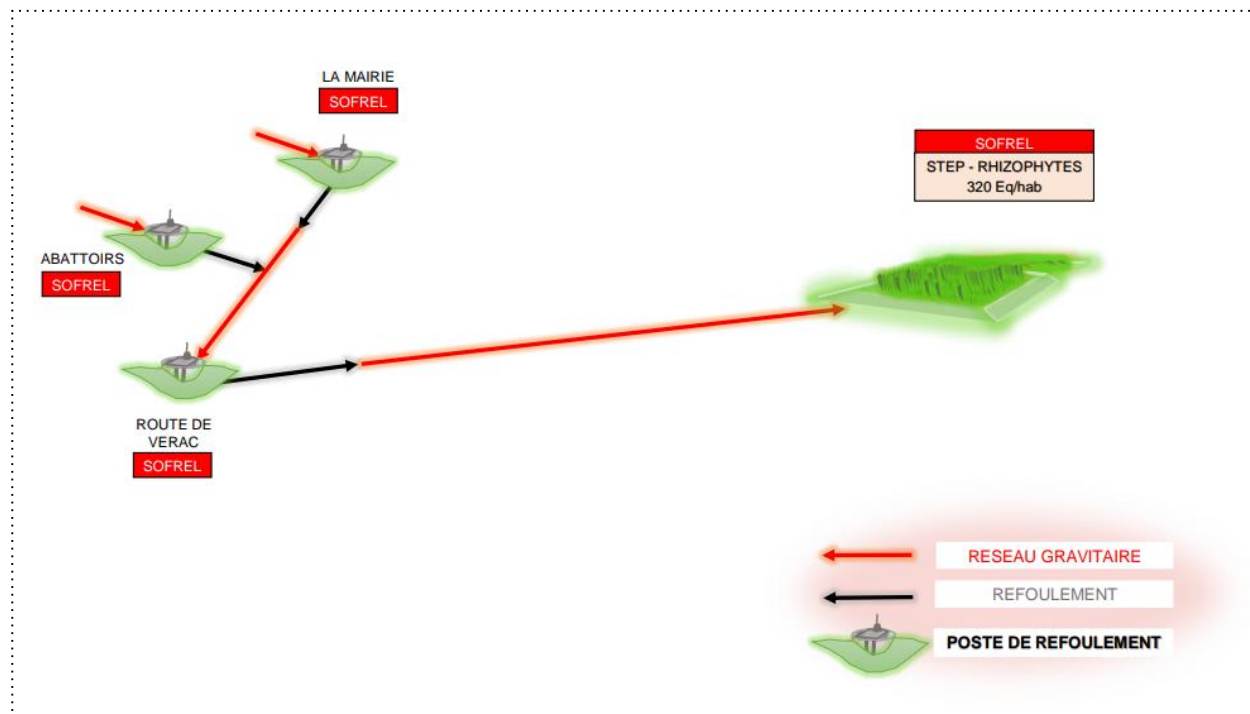 LA MAIRIE
SOFREL
SOFREL
STEP - RHIZOPHYTES
320 Eq/hab
ABATTOIRS
SOFREL
ROUTE DE
VERAC
SOFREL
RESEAU GRAVITAIRE
REFOULEMENT
POSTE DE REFOULEMENT